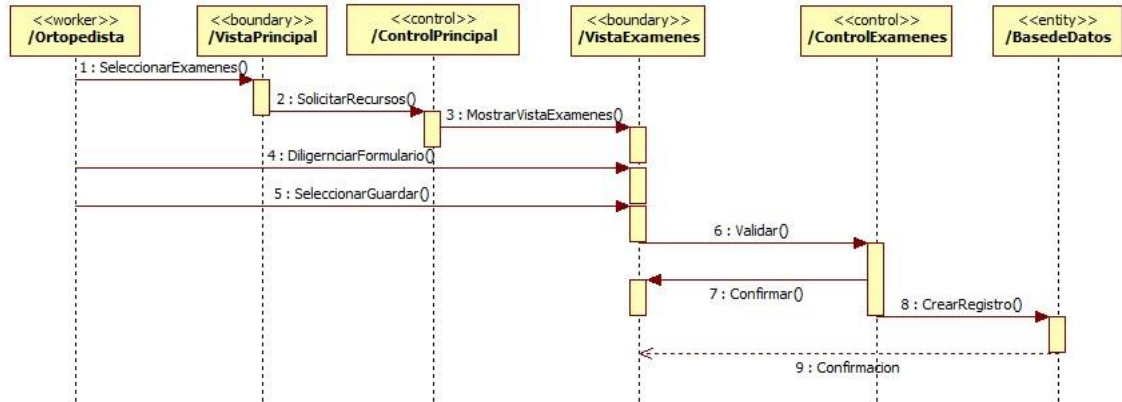 <<worker>>
/Ortopedista
<<boundary>>
/VistaPrincipal
<<control>>
/ControlPrincipal
<<boundary>>
/VistaExamenes
<<control>>
/ControlExamenes
<<entity>>
/BasedeDatos
1 : SeleccionarExamenes()
2 : SolicitarRecursos()
3 : MostrarVistaExamenes()
4 : DiligernciarFormulario()
5 : SeleccionarGuardar()
6 : Validar()
7 : Confirmar()
8 : CrearRegistro()
9 : Confirmacion